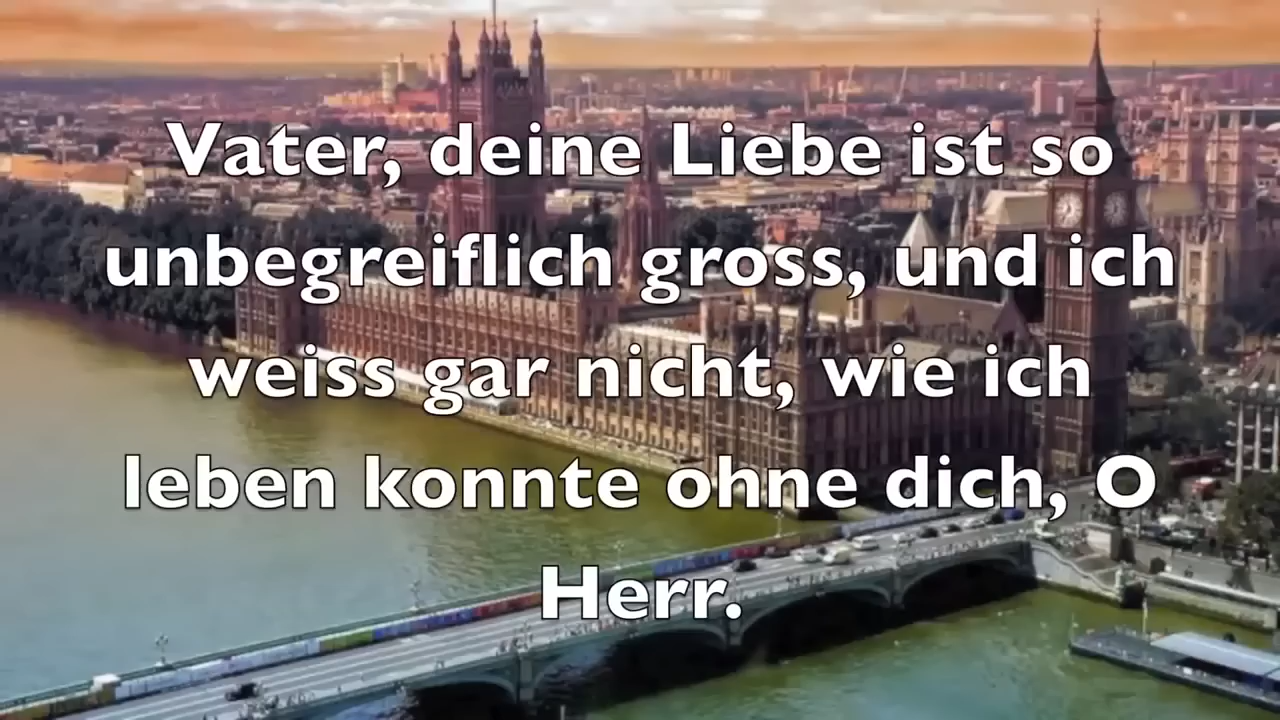 Vater, deine Liebe ist so
unbegreiflich gross, und ich
weiss gar nicht, wie ich
leben konnte ohne dich, O
Herr.